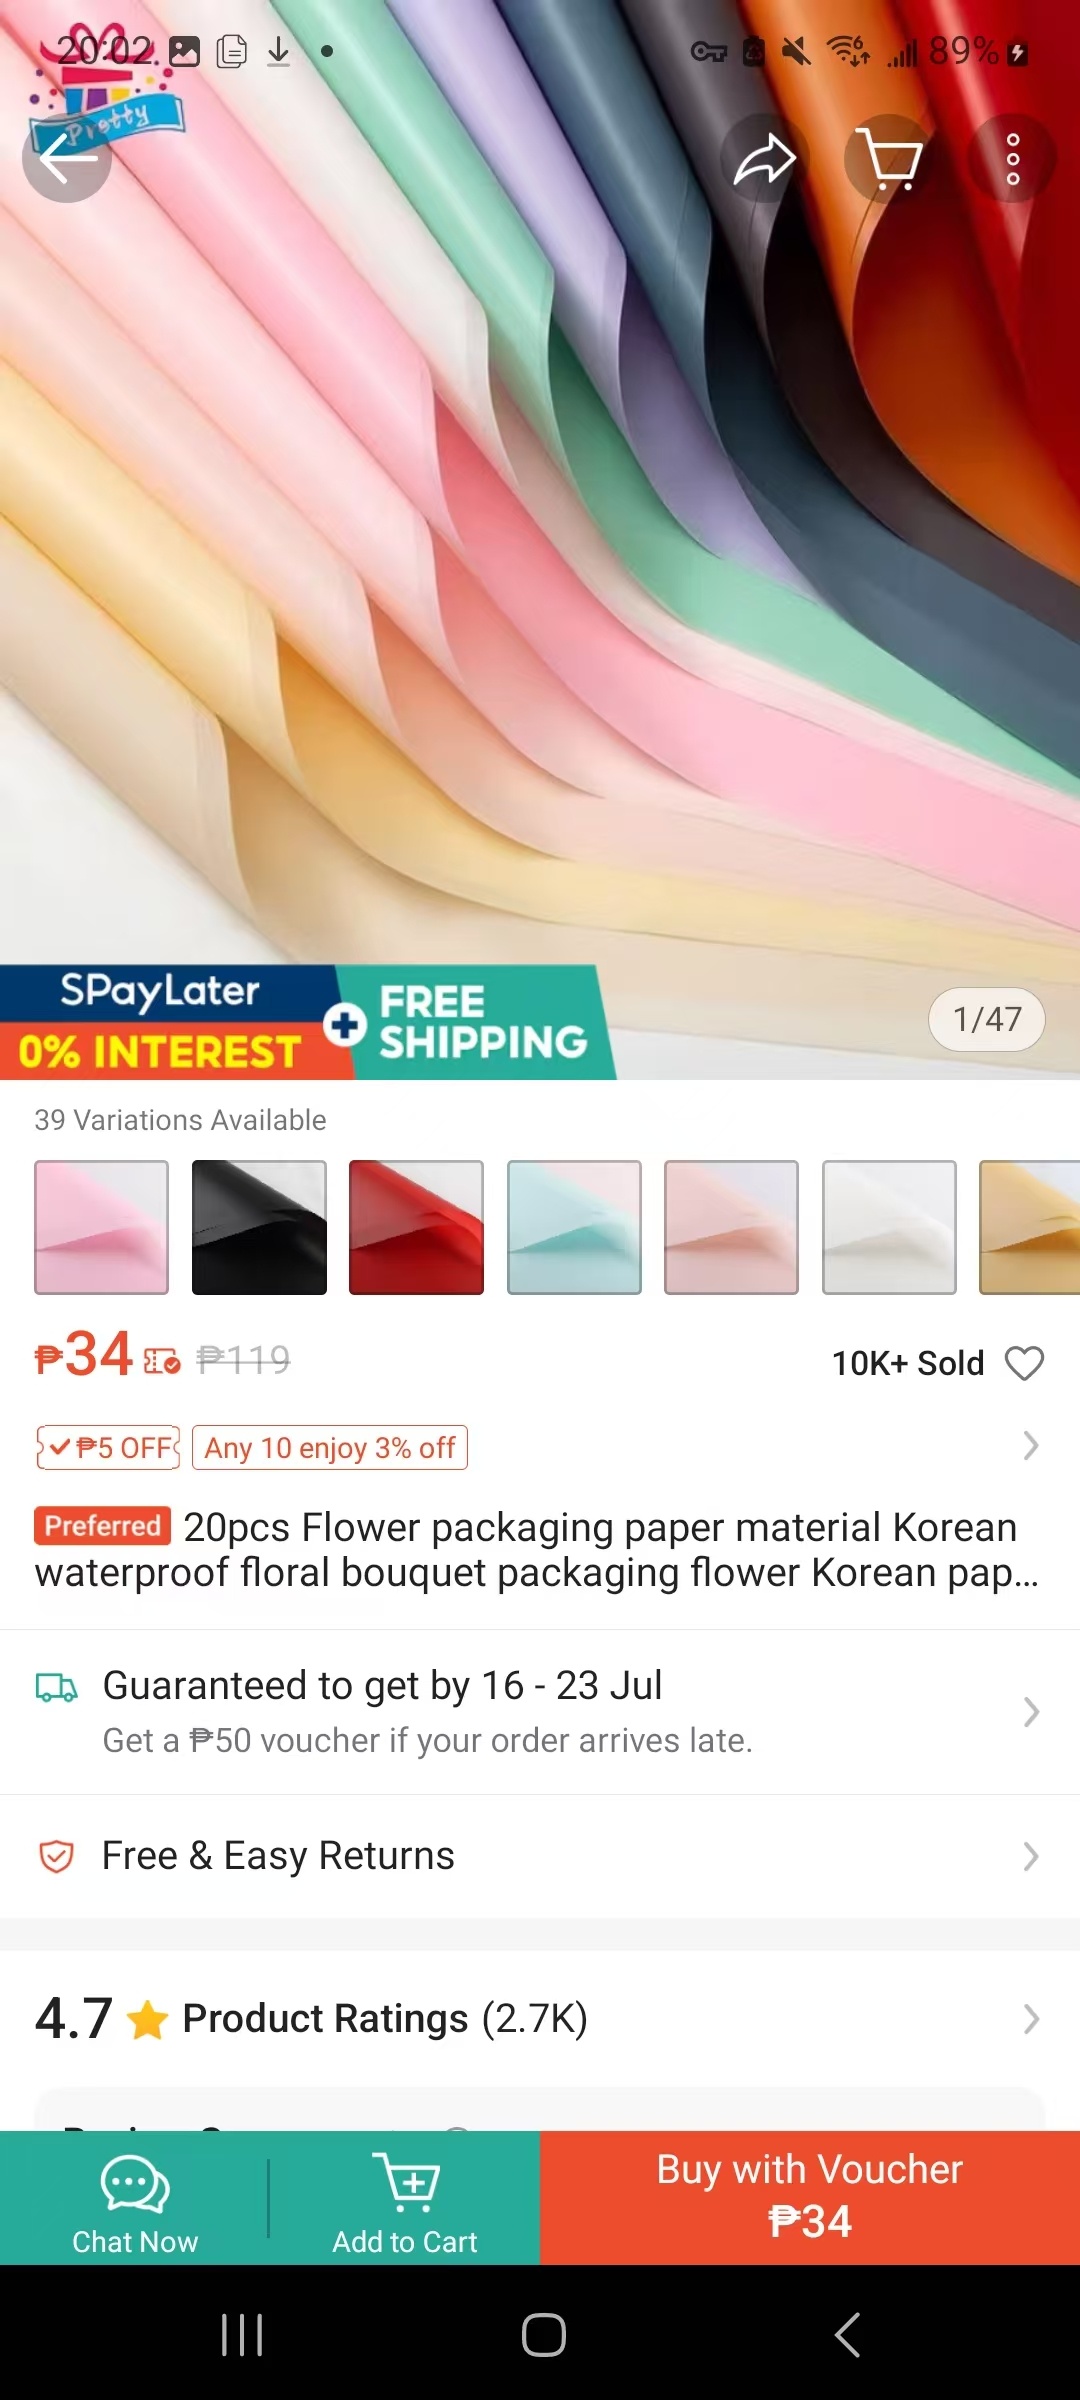 20:02
89%
Pretty
SPayLater
0% INTEREST
FREE
SHIPPING
1/47
39 Variations Available
₱34 ₱119
10K+ Sold
₱5 OFF
Any 10 enjoy 3% off
Preferred 20pcs Flower packaging paper material Korean
waterproof floral bouquet packaging flower Korean pap...
Guaranteed to get by 16 - 23 Jul
Get a ₱50 voucher if your order arrives late.
Free & Easy Returns
4.7 Product Ratings (2.7K)
Chat Now
Add to Cart
Buy with Voucher
₱34